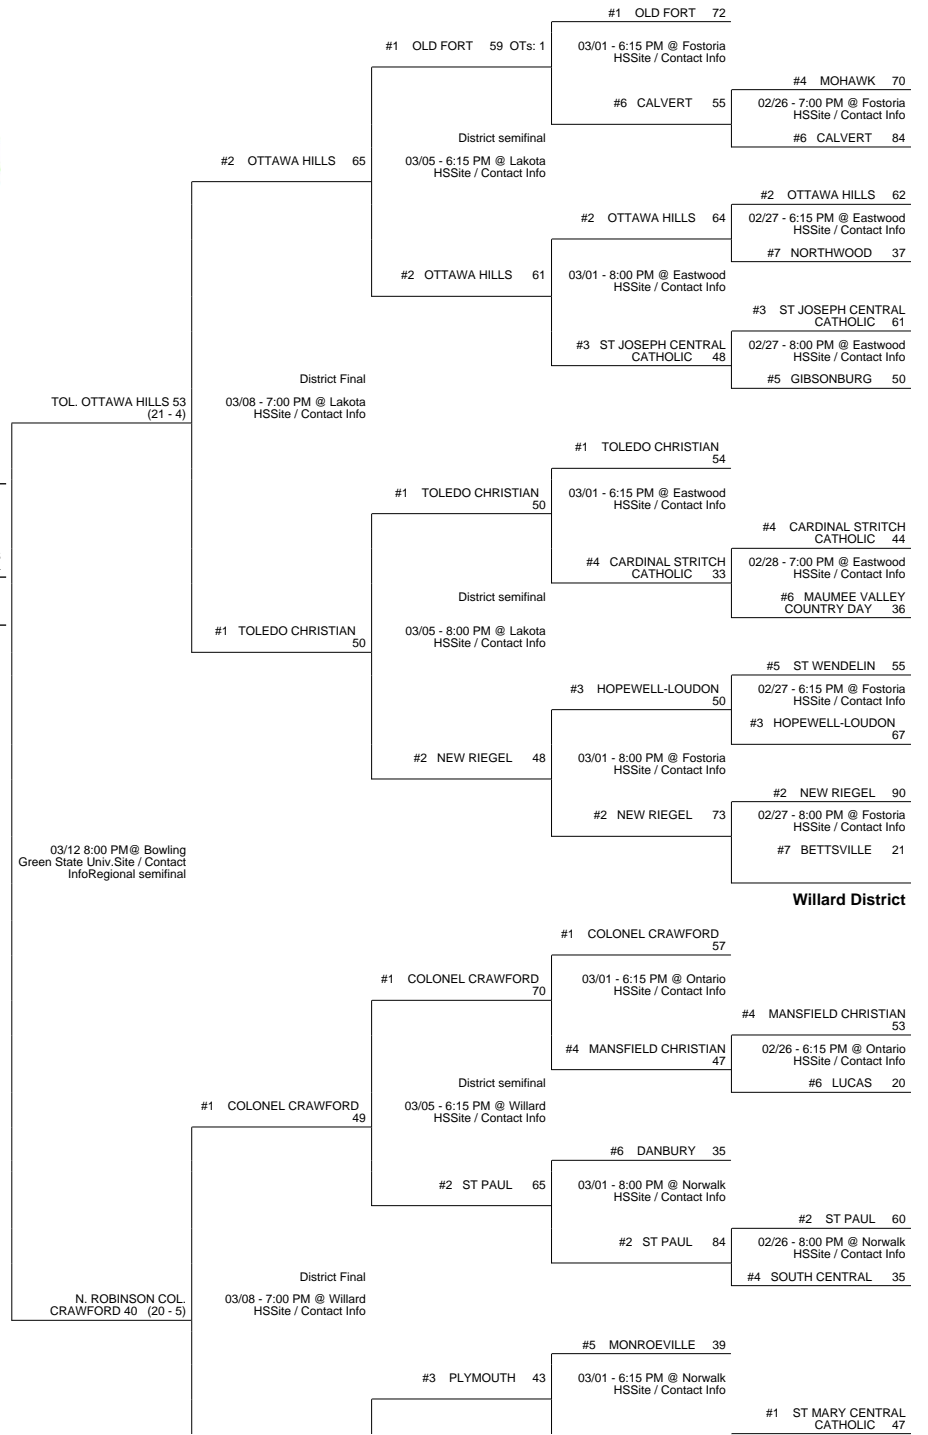 #1 OLD FORT 72
#1 OLD FORT 59 OTs: 1
03/01 - 6:15 PM @ Fostoria
HSSite / Contact Info
#4 MOHAWK 70
#6 CALVERT 55
02/26 - 7:00 PM @ Fostoria
HSSite / Contact Info
#6 CALVERT 84
District semifinal
#2 OTTAWA HILLS 65
03/05 - 6:15 PM @ Lakota
HSSite / Contact Info
#2 OTTAWA HILLS 62
#2 OTTAWA HILLS 64
02/27 - 6:15 PM @ Eastwood
HSSite / Contact Info
#7 NORTHWOOD 37
#2 OTTAWA HILLS 61
03/01 - 8:00 PM @ Eastwood
HSSite / Contact Info
#3 ST JOSEPH CENTRAL
CATHOLIC 61
#3 ST JOSEPH CENTRAL
CATHOLIC 48
02/27 - 8:00 PM @ Eastwood
HSSite / Contact Info
#5 GIBSONBURG 50
District Final
TOL. OTTAWA HILLS 53
(21 - 4)
03/08 - 7:00 PM @ Lakota
HSSite / Contact Info
#1 TOLEDO CHRISTIAN
54
#1 TOLEDO CHRISTIAN
50
03/01 - 6:15 PM @ Eastwood
HSSite / Contact Info
#4 CARDINAL STRITCH
CATHOLIC 44
#4 CARDINAL STRITCH
CATHOLIC 33
02/28 - 7:00 PM @ Eastwood
HSSite / Contact Info
#6 MAUMEE VALLEY
COUNTRY DAY 36
District semifinal
#1 TOLEDO CHRISTIAN
50
03/05 - 8:00 PM @ Lakota
HSSite / Contact Info
#5 ST WENDELIN 55
#3 HOPEWELL-LOUDON
50
02/27 - 6:15 PM @ Fostoria
HSSite / Contact Info
#3 HOPEWELL-LOUDON
67
#2 NEW RIEGEL 48
03/01 - 8:00 PM @ Fostoria
HSSite / Contact Info
#2 NEW RIEGEL 90
#2 NEW RIEGEL 73
02/27 - 8:00 PM @ Fostoria
HSSite / Contact Info
#7 BETTSVILLE 21
03/12 8:00 PM@ Bowling
Green State Univ.Site / Contact
InfoRegional semifinal
Willard District
#1 COLONEL CRAWFORD
57
#1 COLONEL CRAWFORD
70
03/01 - 6:15 PM @ Ontario
HSSite / Contact Info
#4 MANSFIELD CHRISTIAN
53
#4 MANSFIELD CHRISTIAN
47
02/26 - 6:15 PM @ Ontario
HSSite / Contact Info
#6 LUCAS 20
District semifinal
#1 COLONEL CRAWFORD
49
03/05 - 6:15 PM @ Willard
HSSite / Contact Info
#6 DANBURY 35
#2 ST PAUL 65
03/01 - 8:00 PM @ Norwalk
HSSite / Contact Info
#2 ST PAUL 60
#2 ST PAUL 84
02/26 - 8:00 PM @ Norwalk
HSSite / Contact Info
#4 SOUTH CENTRAL 35
District Final
N. ROBINSON COL.
CRAWFORD 40 (20 - 5)
03/08 - 7:00 PM @ Willard
HSSite / Contact Info
#5 MONROEVILLE 39
#3 PLYMOUTH 43
03/01 - 6:15 PM @ Norwalk
HSSite / Contact Info
#1 ST MARY CENTRAL
CATHOLIC 47